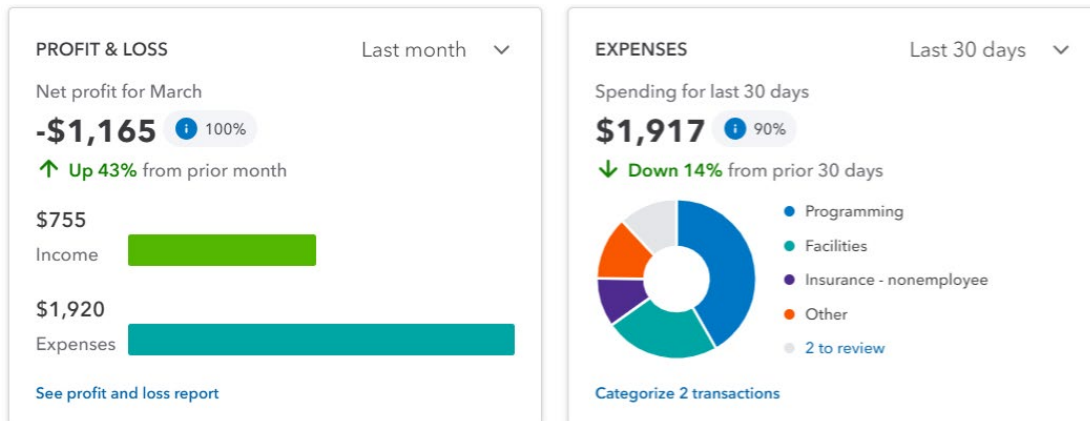 PROFIT & LOSS
Last month
Net profit for March
-$1,165 i 100%
Up 43% from prior month
$755
Income
$1,920
Expenses
See profit and loss report
EXPENSES
Last 30 days
Spending for last 30 days
$1,917 i 90%
Down 14% from prior 30 days
Programming
Facilities
Insurance - nonemployee
Other
2 to review
Categorize 2 transactions